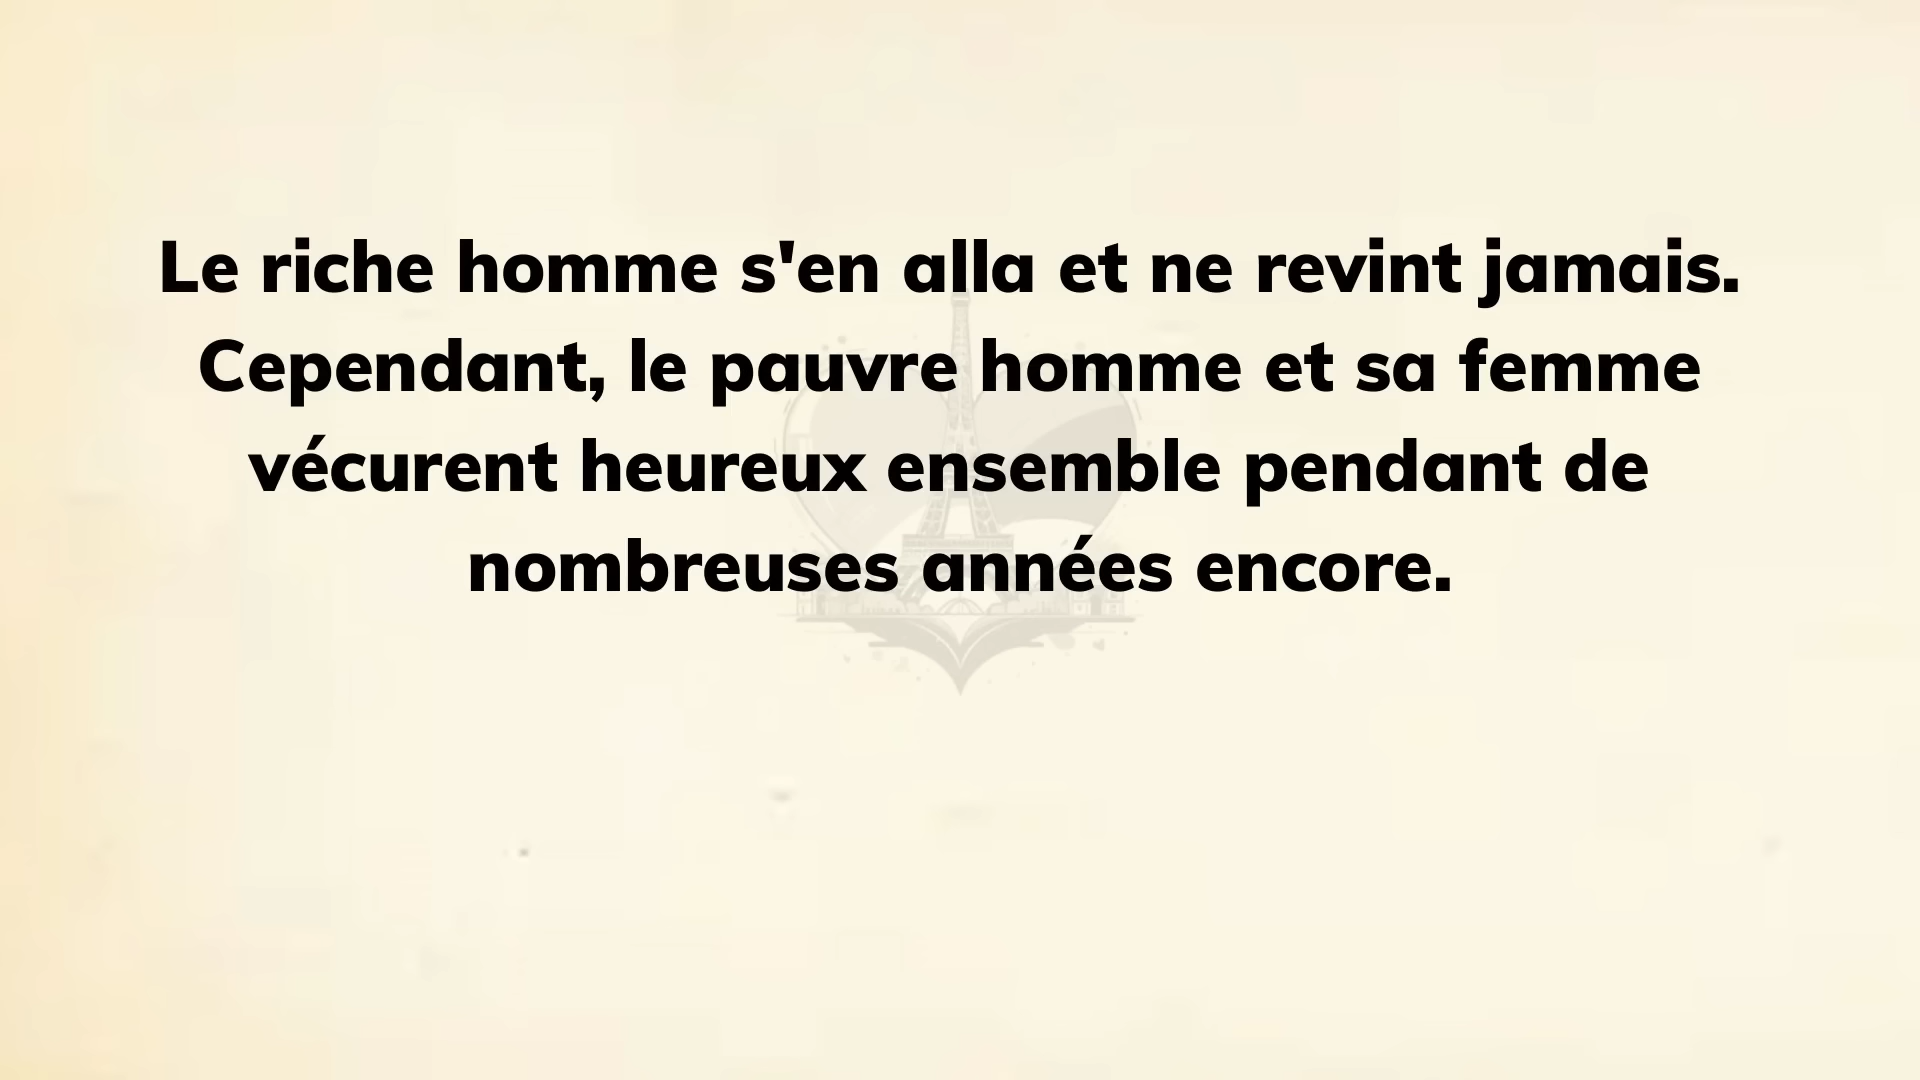 Le riche homme s'en alla et ne revint jamais.
Cependant, le pauvre homme et sa femme
vécurent heureux ensemble pendant de
nombreuses années encore.